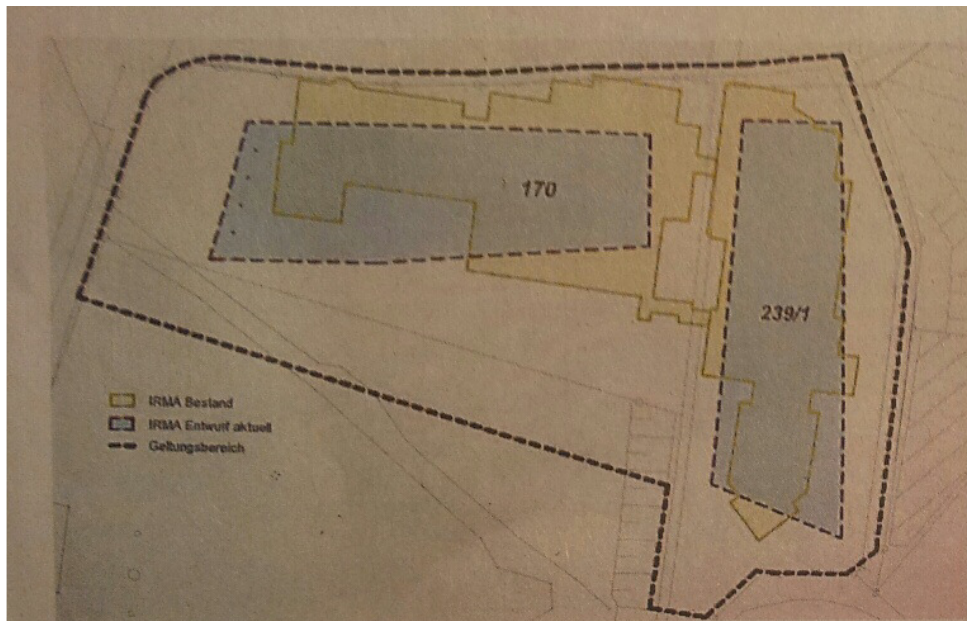 170
239/1
IRMA Bestand
IRMA Entwurf aktuell
Geltungsbereich